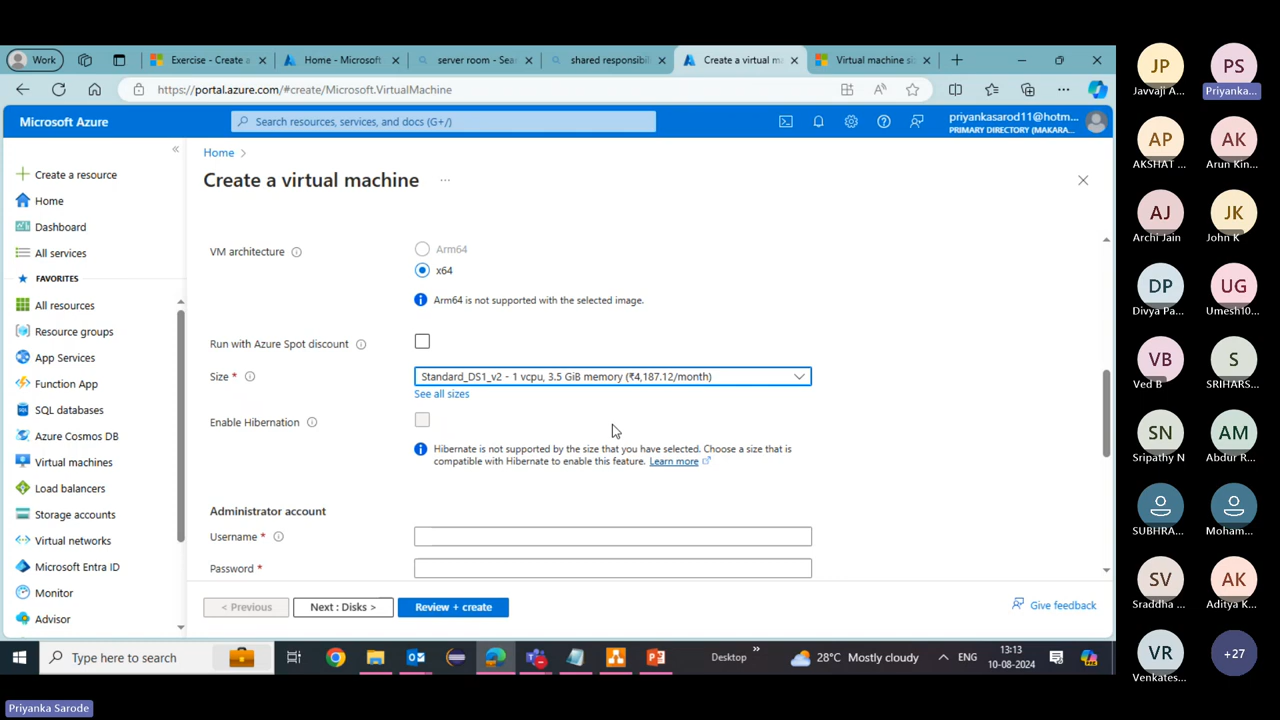 Work
Exercise - Create a
Home - Microsoft
server room - Sea
shared responsibil
Create a virtual m
Virtual machine si
https://portal.azure.com/#create/Microsoft.VirtualMachine
Microsoft Azure
Search resources, services, and docs (G+/)
priyankasarod11@hotm...
PRIMARY DIRECTORY (MAKARA...
Create a resource
Home
Dashboard
All services
FAVORITES
All resources
Resource groups
App Services
Function App
SQL databases
Azure Cosmos DB
Virtual machines
Load balancers
Storage accounts
Virtual networks
Microsoft Entra ID
Monitor
Advisor
Home >
Create a virtual machine
...
VM architecture
Arm64
x64
Arm64 is not supported with the selected image.
Run with Azure Spot discount
Size *
Standard_DS1_v2 - 1 vcpu, 3.5 GiB memory (₹4,187.12/month)
See all sizes
Enable Hibernation
Hibernate is not supported by the size that you have selected. Choose a size that is
compatible with Hibernate to enable this feature. Learn more
Administrator account
Username *
Password *
< Previous
Next : Disks >
Review + create
Give feedback
Type here to search
Desktop
28°C Mostly cloudy
ENG
13:13
10-08-2024
JP
Javvaji A...
PS
Priyanka...
AP
AKSHAT ...
AK
Arun Kin...
AJ
Archi Jain
JK
John K
DP
Divya Pa...
UG
Umesh10...
VB
Ved B
S
SRIHARS...
SN
Sripathy N
AM
Abdur R...
SUBHRA...
Moham...
SV
Sraddha ...
AK
Aditya K...
VR
Venkates...
+27
Priyanka Sarode